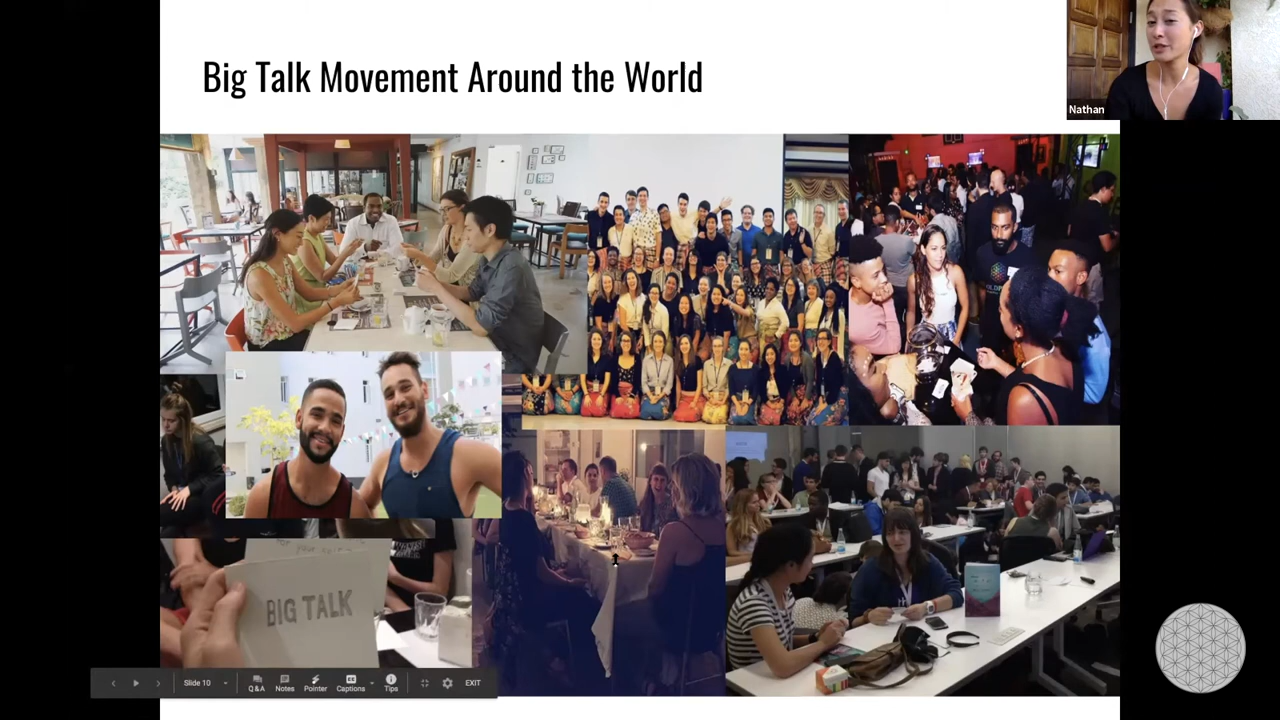 Big Talk Movement Around the World
Nathan
BIG TALK
Slide 10
Q&A
Notes
Pointer
Captions
Tips
EXIT